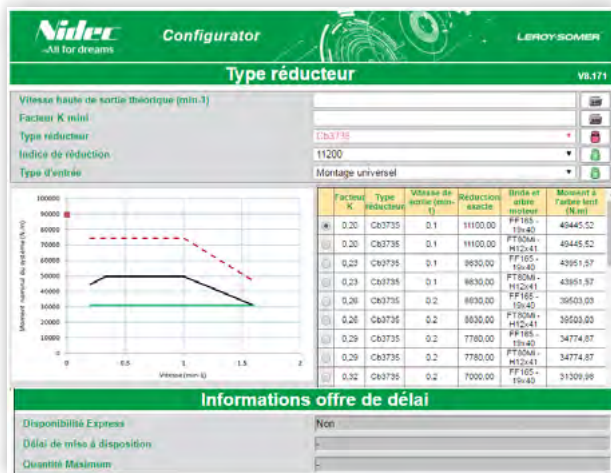 Nidec
-All for dreams
Configurator
LEROY-SOMER
Type réducteur
V8.171
Vitesse haute de sortie théorique (min-1)
Facteur K mini
Type réducteur Cb3735
Indice de réduction 11200
Type d'entrée Montage universel
Moment nominal du système (N.m)
100000
90000
80000
70000
60000
50000
40000
30000
20000
10000
0
0 0.5 1 1.5 2
Vitesse (min-1)
Facteur K Type réducteur Vitesse de sortie (min-1) Réduction exacte Bride et arbre moteur Moment à l'arbre lent (N.m)
0,20 Cb3735 0.1 11100,00 FF165 - 19x40 49445,52
0,20 Cb3735 0.1 11100,00 FT80Mi - H12x41 49445,52
0,23 Cb3735 0.1 9830,00 FF165 - 19x40 43951,57
0,23 Cb3735 0.1 9830,00 FT80Mi - H12x41 43951,57
0,26 Cb3735 0.2 8830,00 FF165 - 19x40 39503,03
0,26 Cb3735 0.2 8830,00 FT80Mi - H12x41 39503,03
0,29 Cb3735 0.2 7780,00 FF165 - 19x40 34774,87
0,29 Cb3735 0.2 7780,00 FT80Mi - H12x41 34774,87
0,32 Cb3735 0.2 7000,00 FF165 - 19x40 31309,98
Informations offre de délai
Disponibilité Express Non
Délai de mise à disposition -
Quantité Maximum -